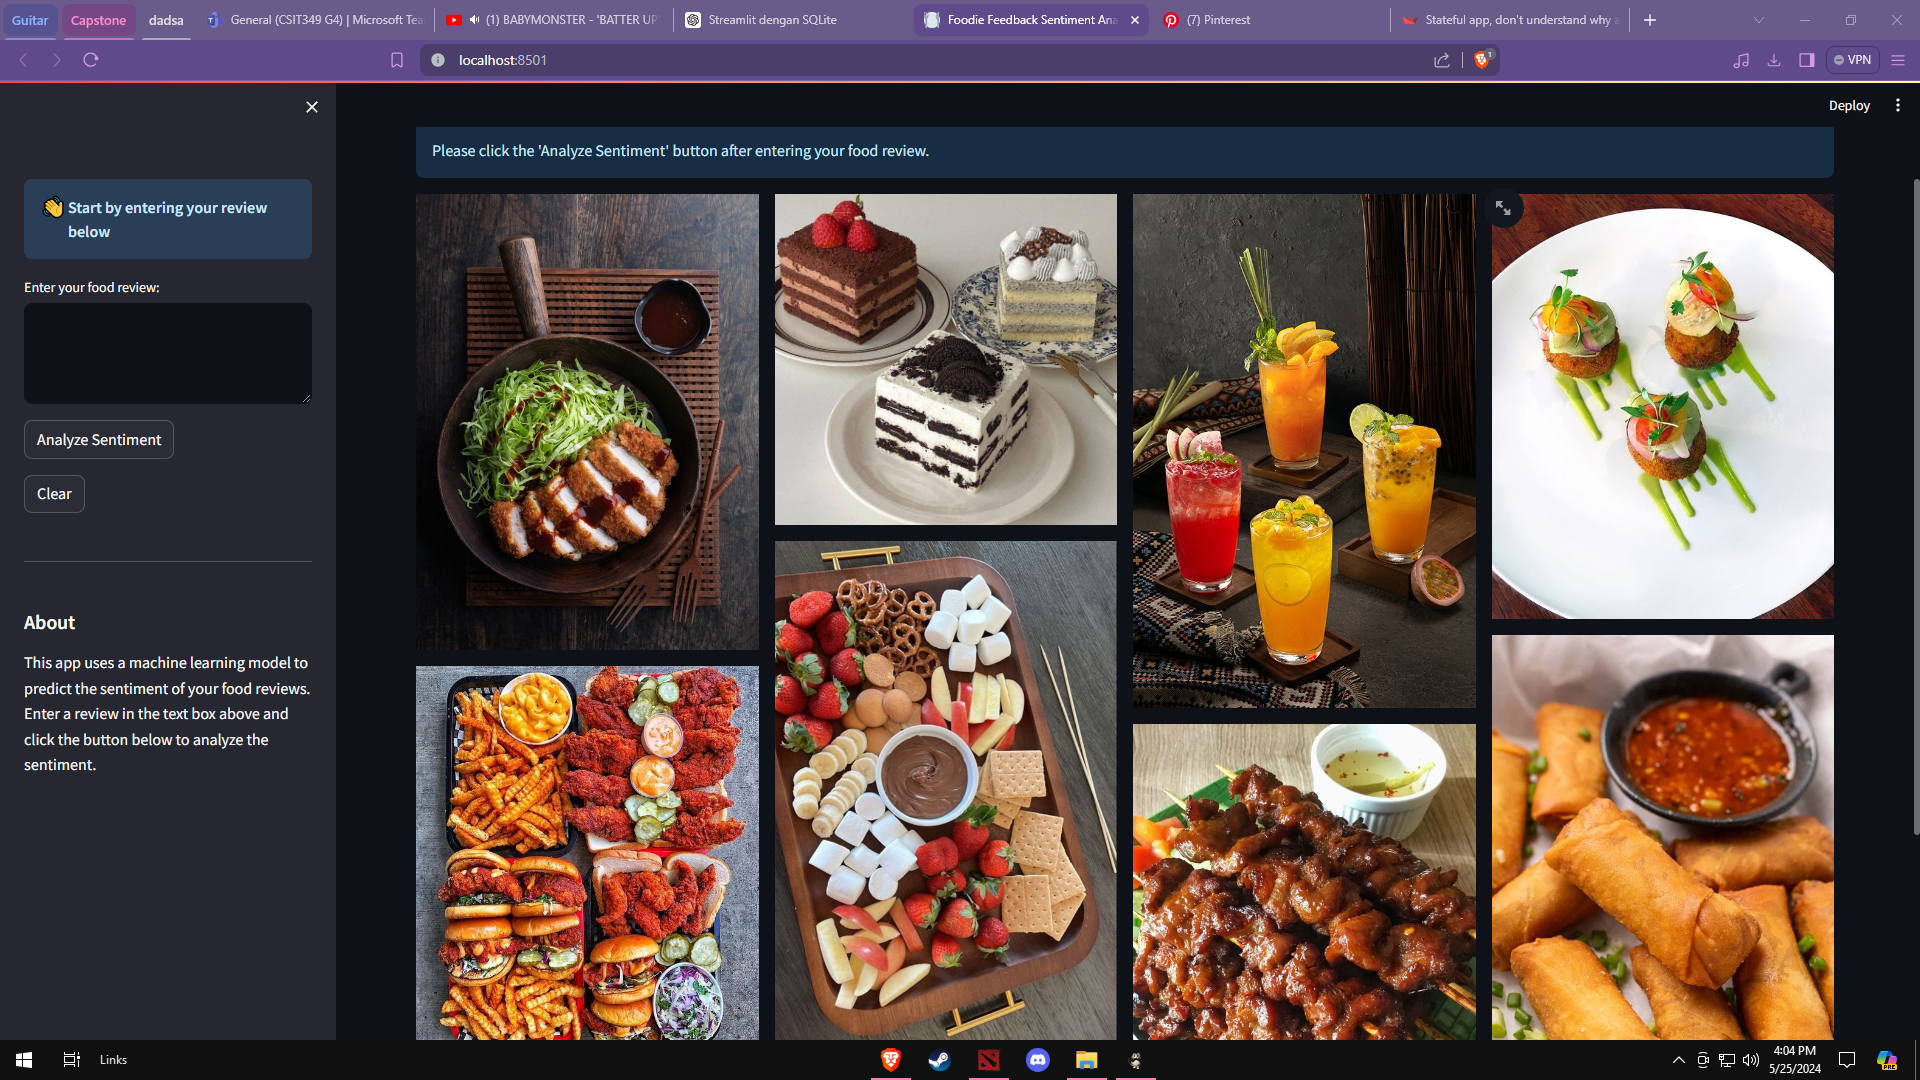 Guitar
Capstone
dadsa
General (CSIT349 G4) | Microsoft Tea
(1) BABYMONSTER - 'BATTER UP'
Streamlit dengan SQLite
Foodie Feedback Sentiment Ana
(7) Pinterest
Stateful app, don't understand why a
localhost:8501
1
VPN
Deploy
Please click the 'Analyze Sentiment' button after entering your food review.
Start by entering your review
below
Enter your food review:
Analyze Sentiment
Clear
About
This app uses a machine learning model to
predict the sentiment of your food reviews.
Enter a review in the text box above and
click the button below to analyze the
sentiment.
Links
4:04 PM
5/25/2024
PRE